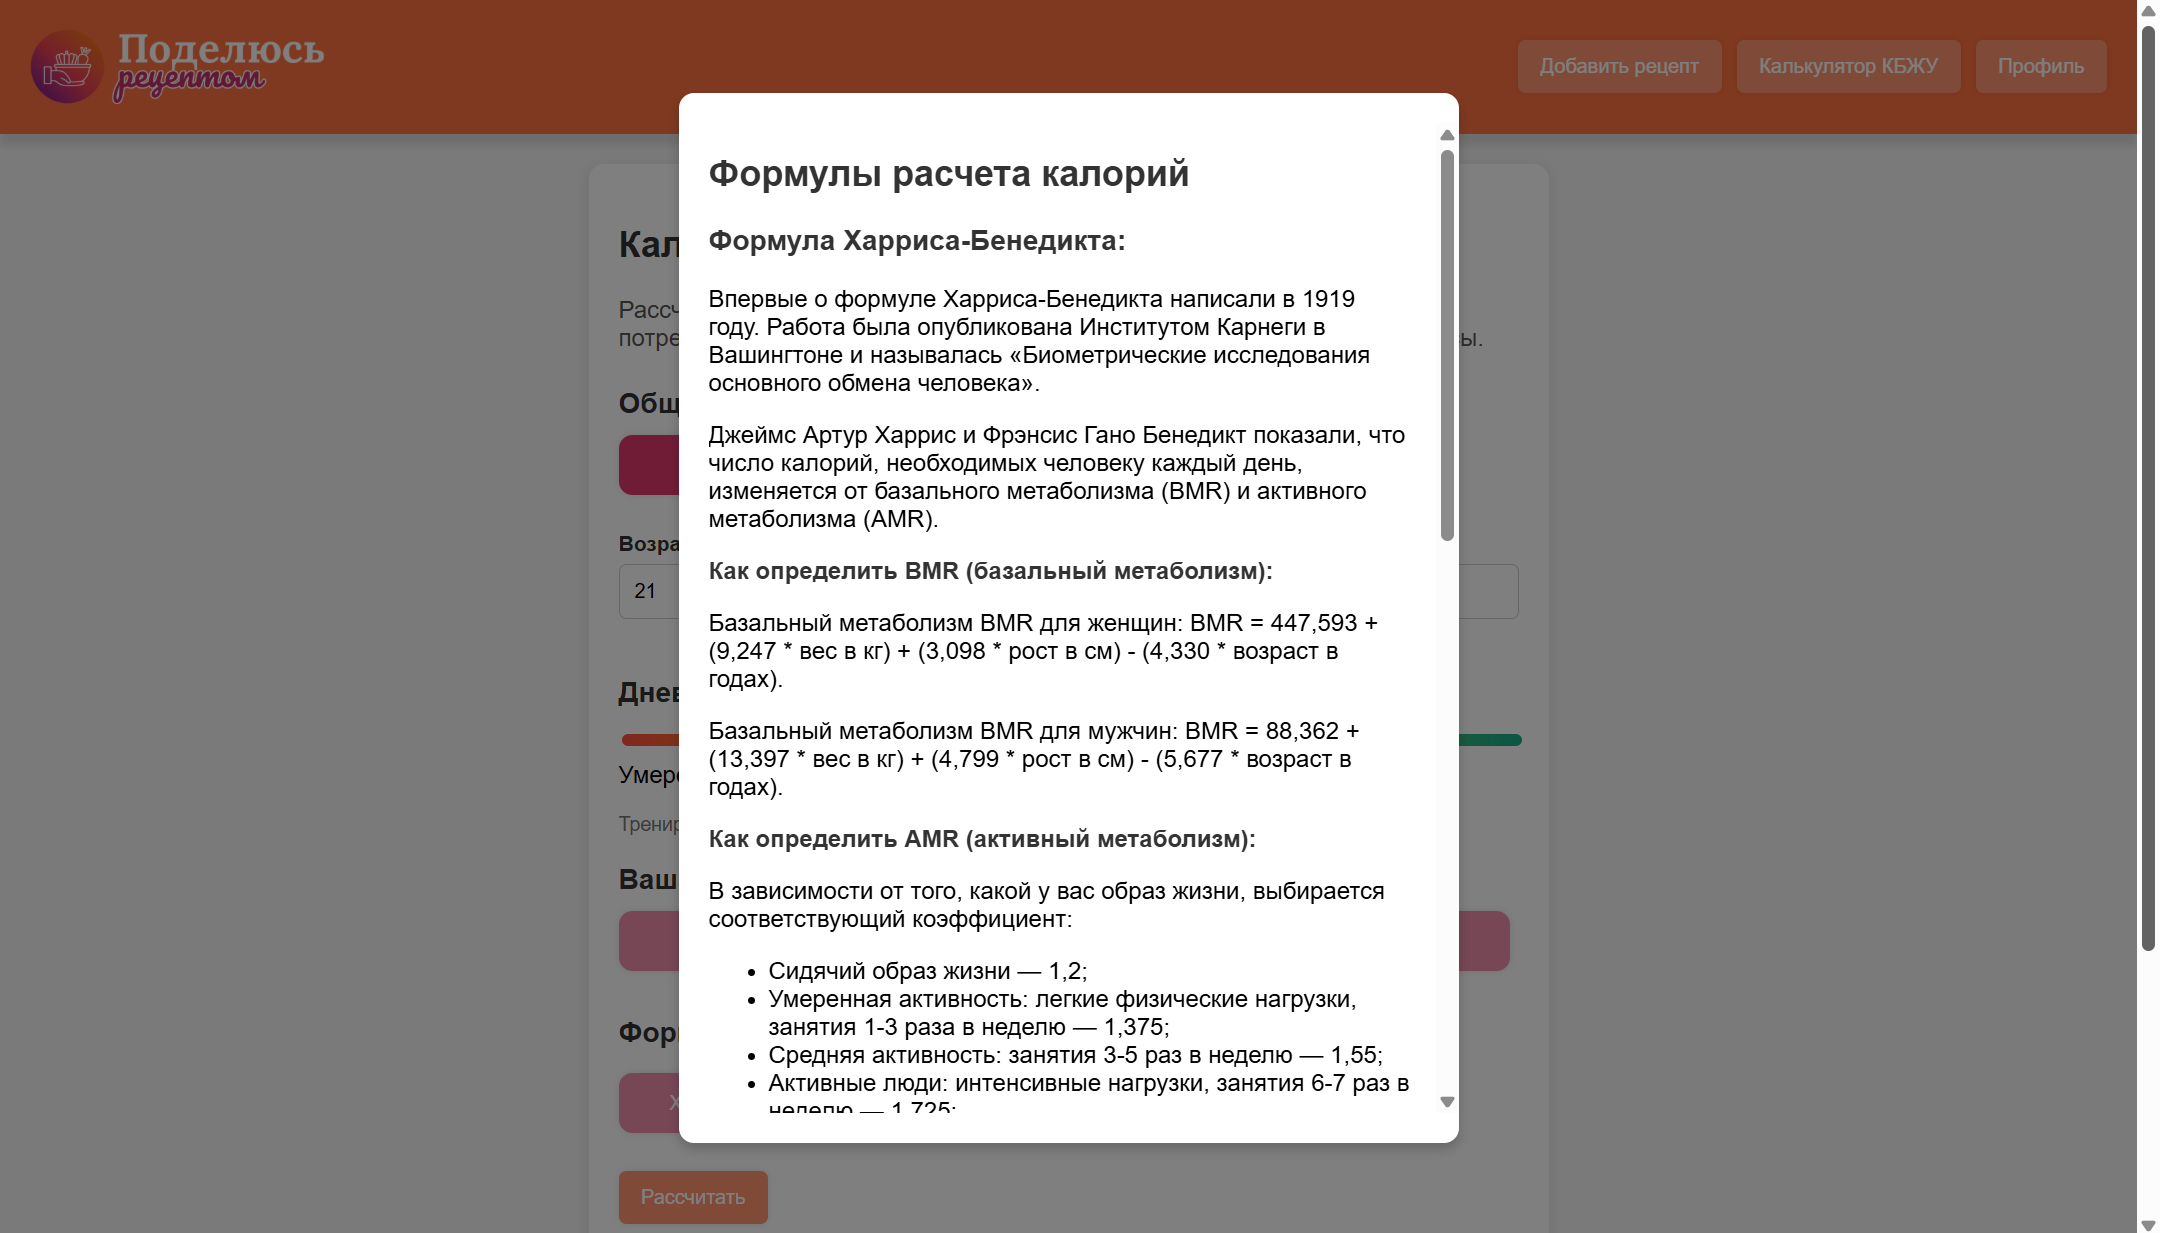 Поделюсь
рецептом
Добавить рецепт
Калькулятор КБЖУ
Профиль
Формулы расчета калорий
Формула Харриса-Бенедикта:
Впервые о формуле Харриса-Бенедикта написали в 1919
году. Работа была опубликована Институтом Карнеги в
Вашингтоне и называлась «Биометрические исследования
основного обмена человека».
Джеймс Артур Харрис и Фрэнсис Гано Бенедикт показали, что
число калорий, необходимых человеку каждый день,
изменяется от базального метаболизма (BMR) и активного
метаболизма (AMR).
Как определить BMR (базальный метаболизм):
Базальный метаболизм BMR для женщин: BMR = 447,593 +
(9,247 * вес в кг) + (3,098 * рост в см) - (4,330 * возраст в
годах).
Базальный метаболизм BMR для мужчин: BMR = 88,362 +
(13,397 * вес в кг) + (4,799 * рост в см) - (5,677 * возраст в
годах).
Как определить AMR (активный метаболизм):
В зависимости от того, какой у вас образ жизни, выбирается
соответствующий коэффициент:
• Сидячий образ жизни — 1,2;
• Умеренная активность: легкие физические нагрузки,
занятия 1-3 раза в неделю — 1,375;
• Средняя активность: занятия 3-5 раз в неделю — 1,55;
• Активные люди: интенсивные нагрузки, занятия 6-7 раз в
неделю — 1,725;
Кал
Рассч
потре
ы.
Общ
Возра
21
Днев
Умер
Тренир
Ваш
Фор
Х
Рассчитать